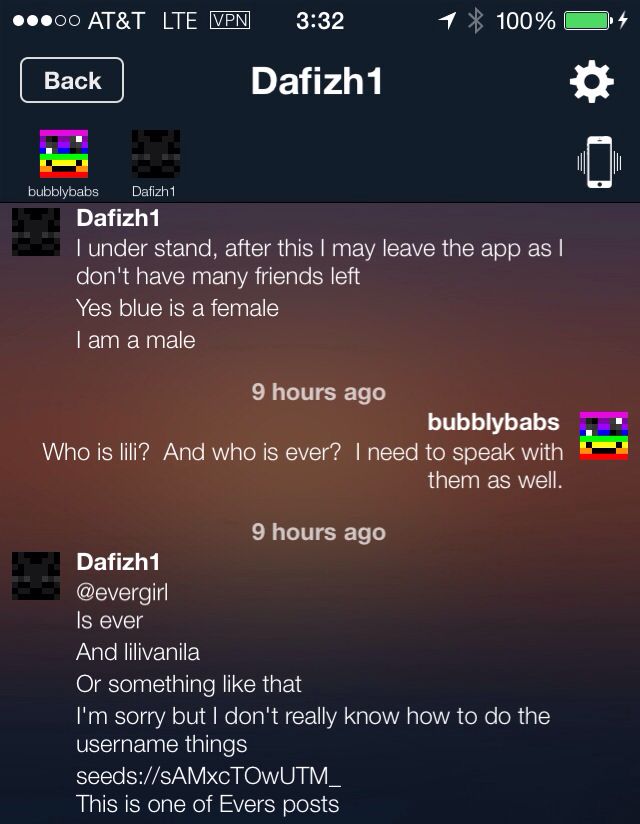 AT&T LTE VPN 3:32 100%
Back Dafizh1
bubblybabs Dafizh1
Dafizh1
I under stand, after this I may leave the app as I
don't have many friends left
Yes blue is a female
I am a male
9 hours ago
bubblybabs
Who is lili?  And who is ever?  I need to speak with
them as well.
9 hours ago
Dafizh1
@evergirl
Is ever
And lilivanila
Or something like that
I'm sorry but I don't really know how to do the
username things
seeds://sAMxcTOwUTM_
This is one of Evers posts